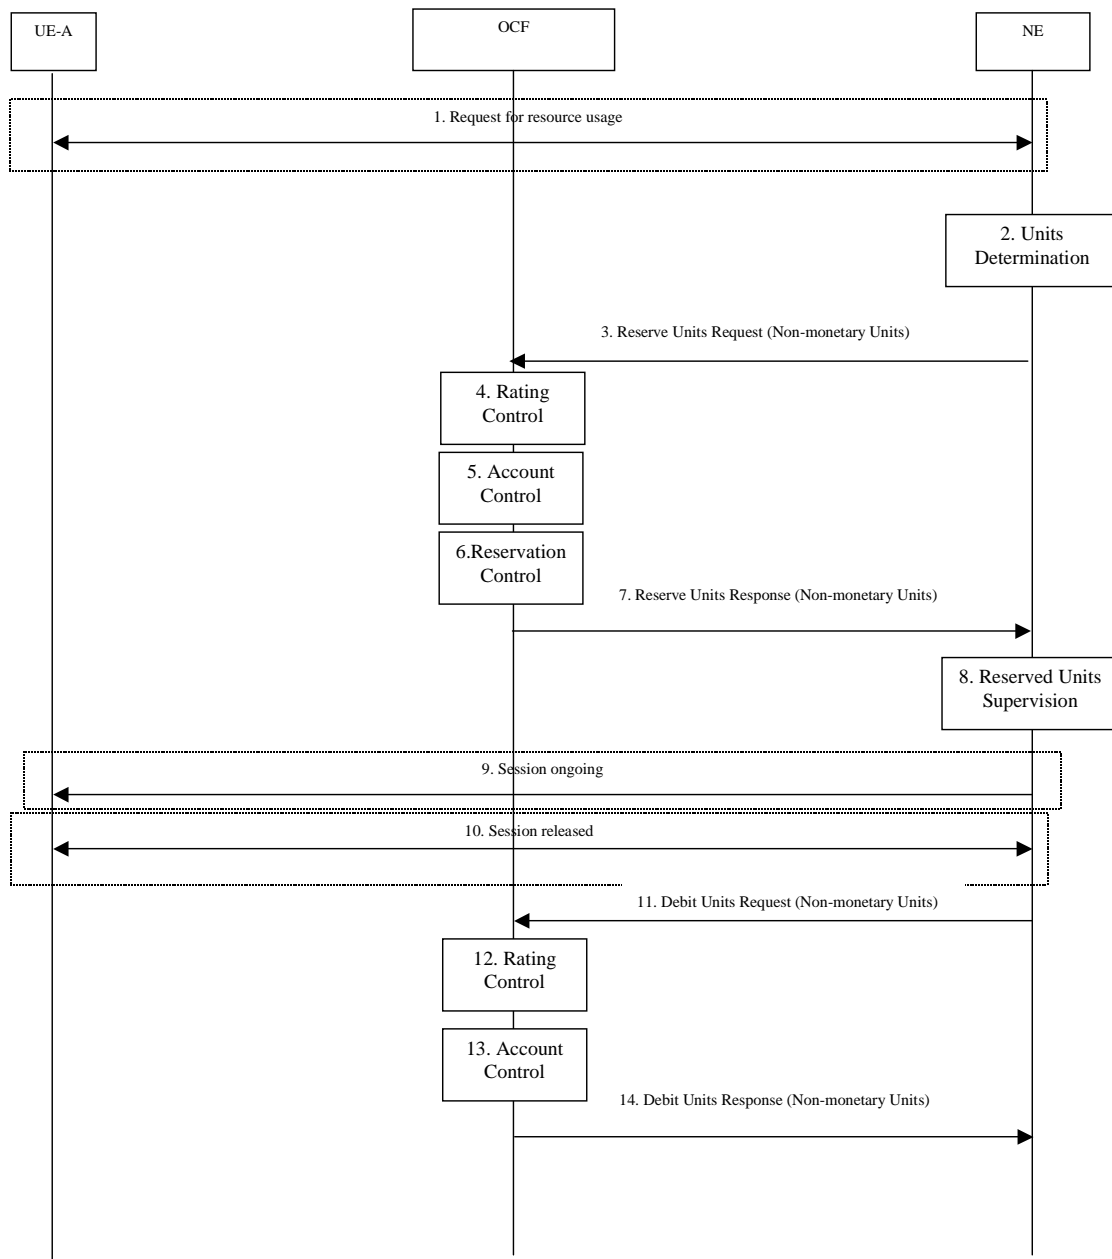 UE-A
OCF
NE
1. Request for resource usage
2. Units
Determination
3. Reserve Units Request (Non-monetary Units)
4. Rating
Control
5. Account
Control
6.Reservation
Control
7. Reserve Units Response (Non-monetary Units)
8. Reserved Units
Supervision
9. Session ongoing
10. Session released
11. Debit Units Request (Non-monetary Units)
12. Rating
Control
13. Account
Control
14. Debit Units Response (Non-monetary Units)